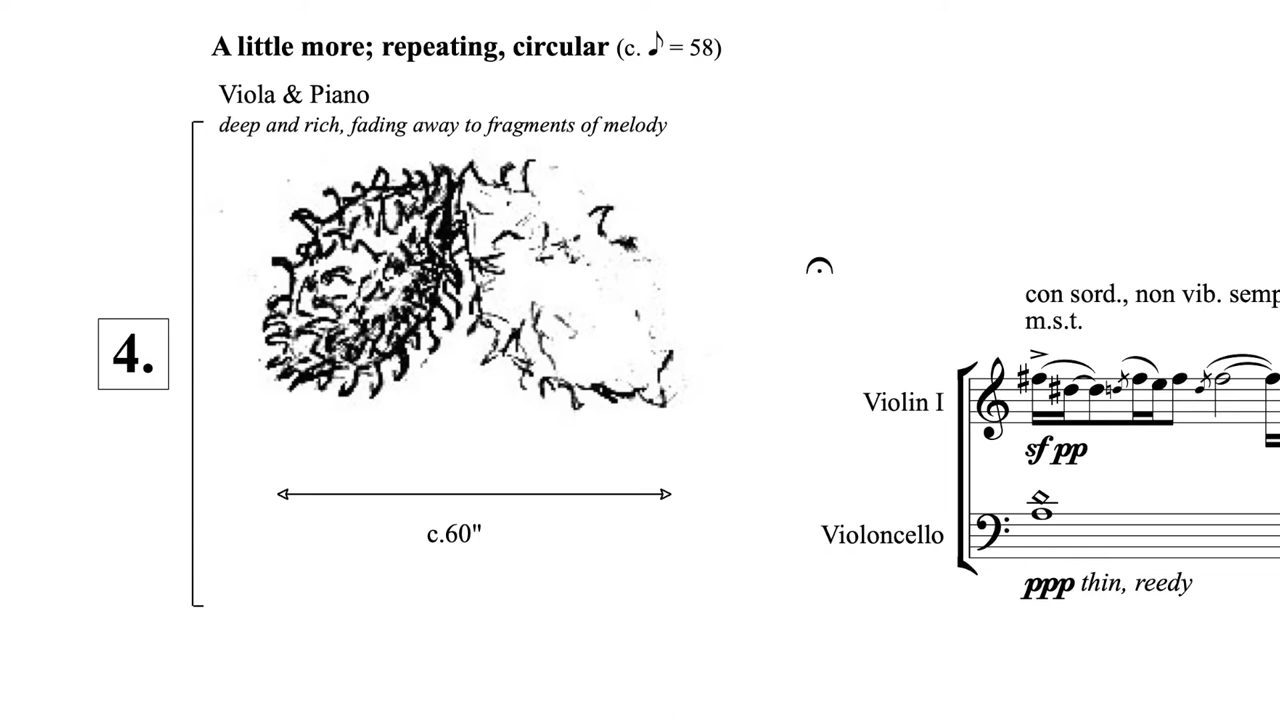 A little more; repeating, circular (c. ♪ = 58)
Viola & Piano
deep and rich, fading away to fragments of melody
4.
c.60"
con sord., non vib. semp
m.s.t.
Violin I
sf pp
Violoncello
ppp thin, reedy